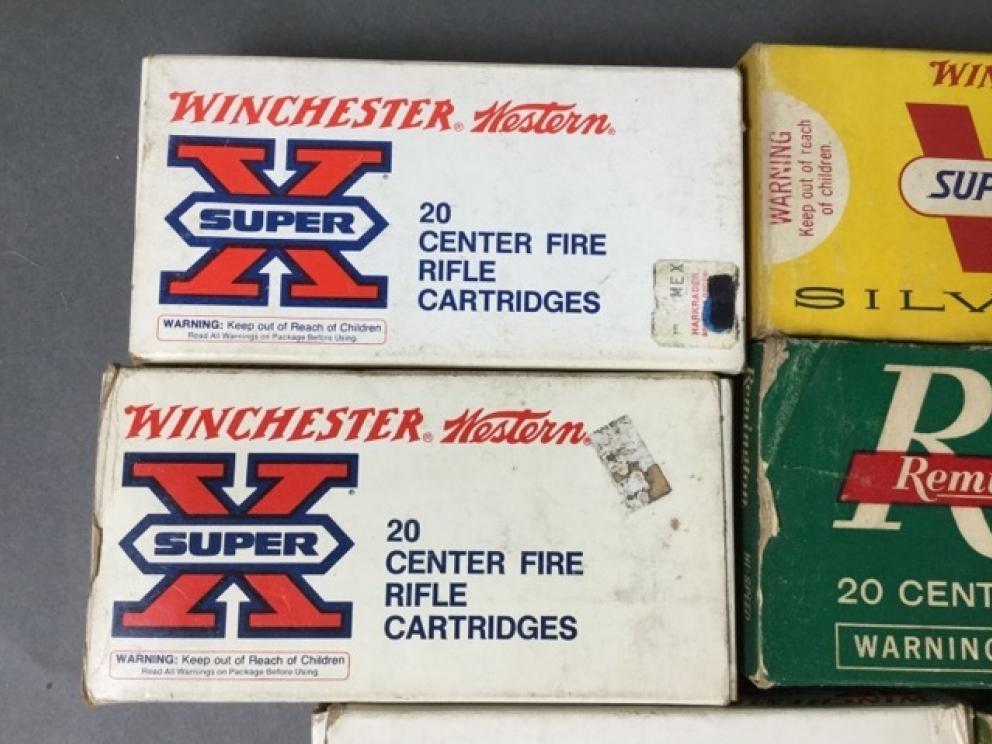 WINCHESTER® Western®
X
SUPER
20
CENTER FIRE
RIFLE
CARTRIDGES
WARNING: Keep out of Reach of Children
Read All Warnings on Package Before Using.
MEX
HARKRADER
WINCHESTER® Western®
X
SUPER
20
CENTER FIRE
RIFLE
CARTRIDGES
WARNING: Keep out of Reach of Children
Read All Warnings on Package Before Using.
WIN
WARNING
Keep out of reach
of children.
SUP
SILV
Remington
HI-SPEED
R
Remi
20 CENT
WARNING